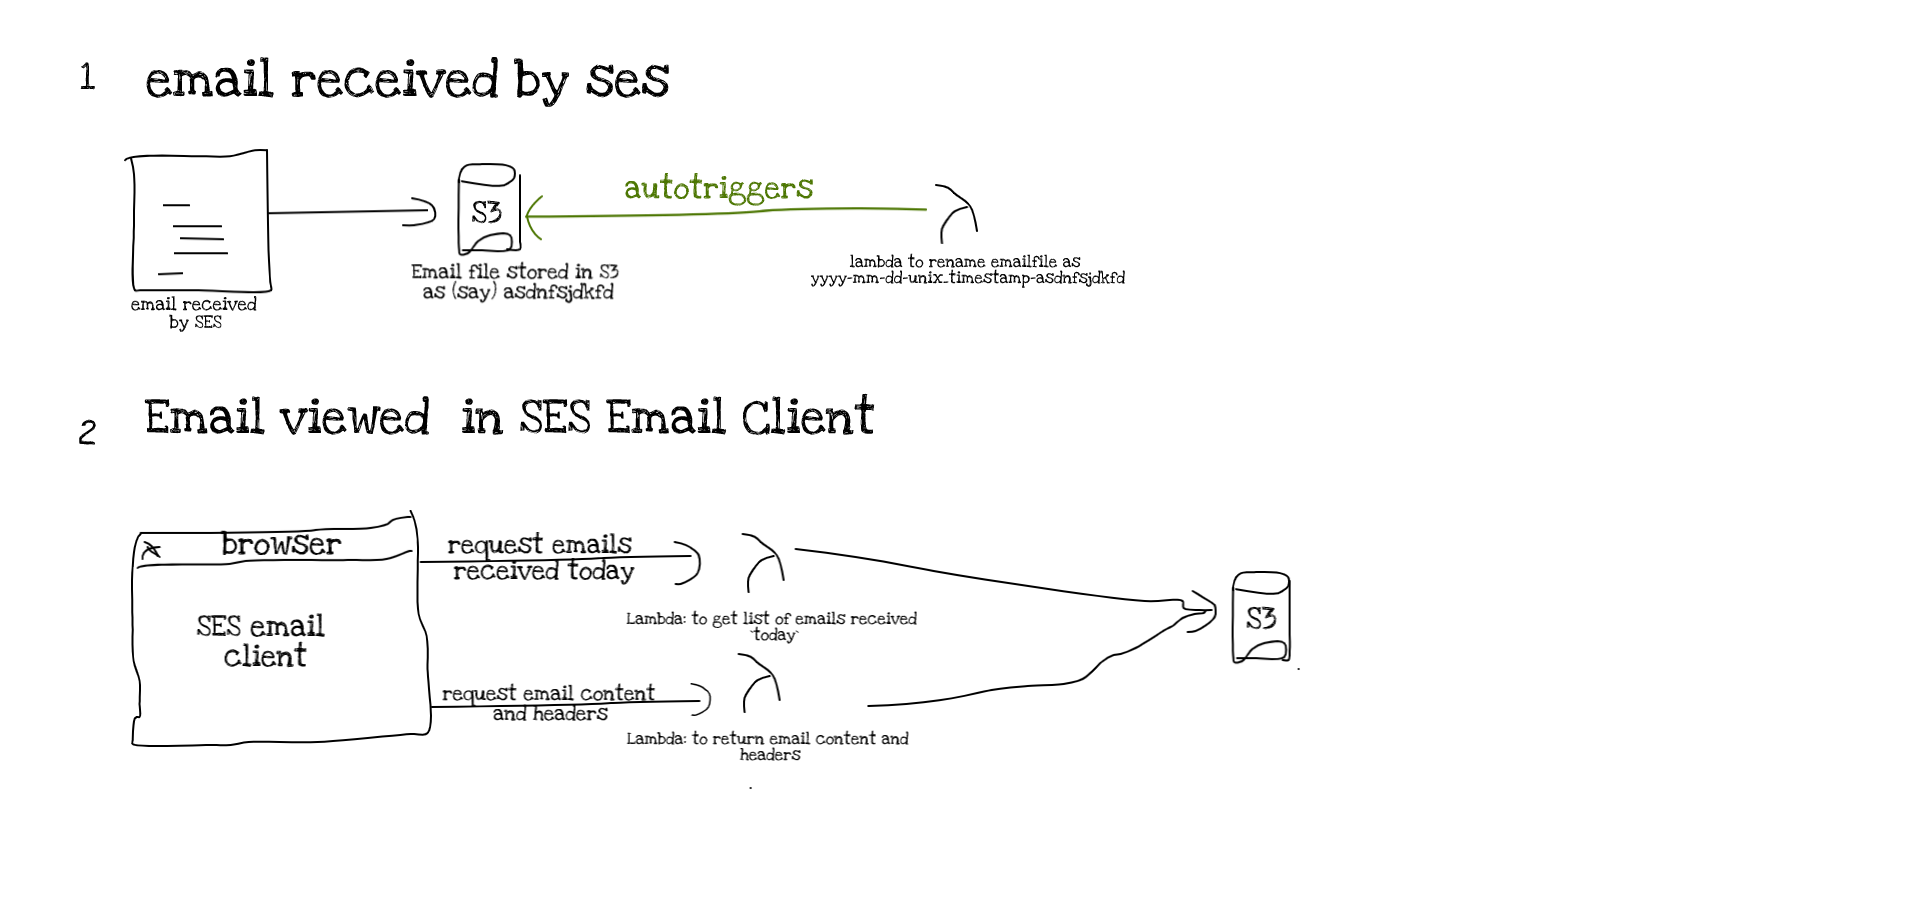 1
email received by ses
S3
autotriggers
email received
by SES
Email file stored in S3
as (say) asdnfsjdkfd
lambda to rename emailfile as
yyyy-mm-dd-unix_timestamp-asdnfsjdkfd
2
Email viewed in SES Email Client
browser
SES email
client
request emails
received today
Lambda: to get list of emails received
`today`
request email content
and headers
Lambda: to return email content and
headers
S3